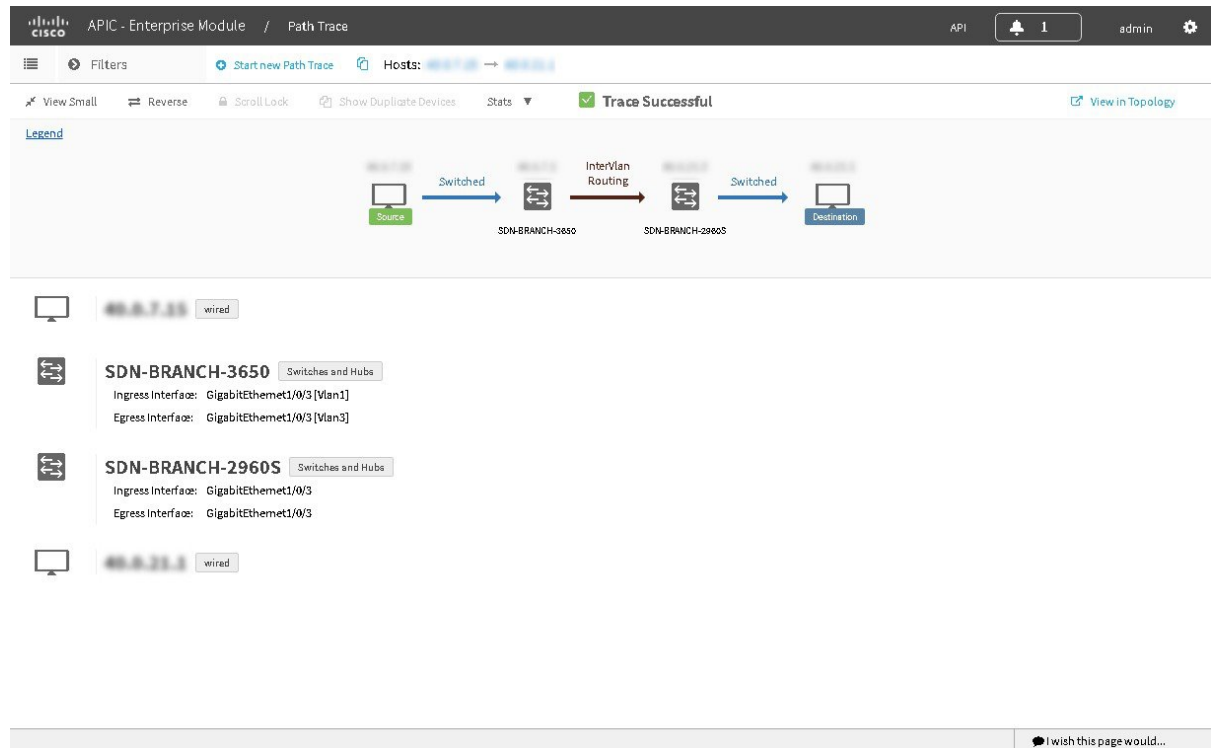 CISCO APIC - Enterprise Module / Path Trace API 1 admin
Filters Start new Path Trace Hosts:
View Small Reverse Scroll Lock Show Duplicate Devices Stats ▼ Trace Successful View in Topology
Legend
Switched InterVlan Routing Switched
Source SDN-BRANCH-3650 SDN-BRANCH-2960S Destination
wired
SDN-BRANCH-3650 Switches and Hubs
Ingress Interface: GigabitEthernet1/0/3 [Vlan1]
Egress Interface: GigabitEthernet1/0/3 [Vlan3]
SDN-BRANCH-2960S Switches and Hubs
Ingress Interface: GigabitEthernet1/0/3
Egress Interface: GigabitEthernet1/0/3
wired
I wish this page would...